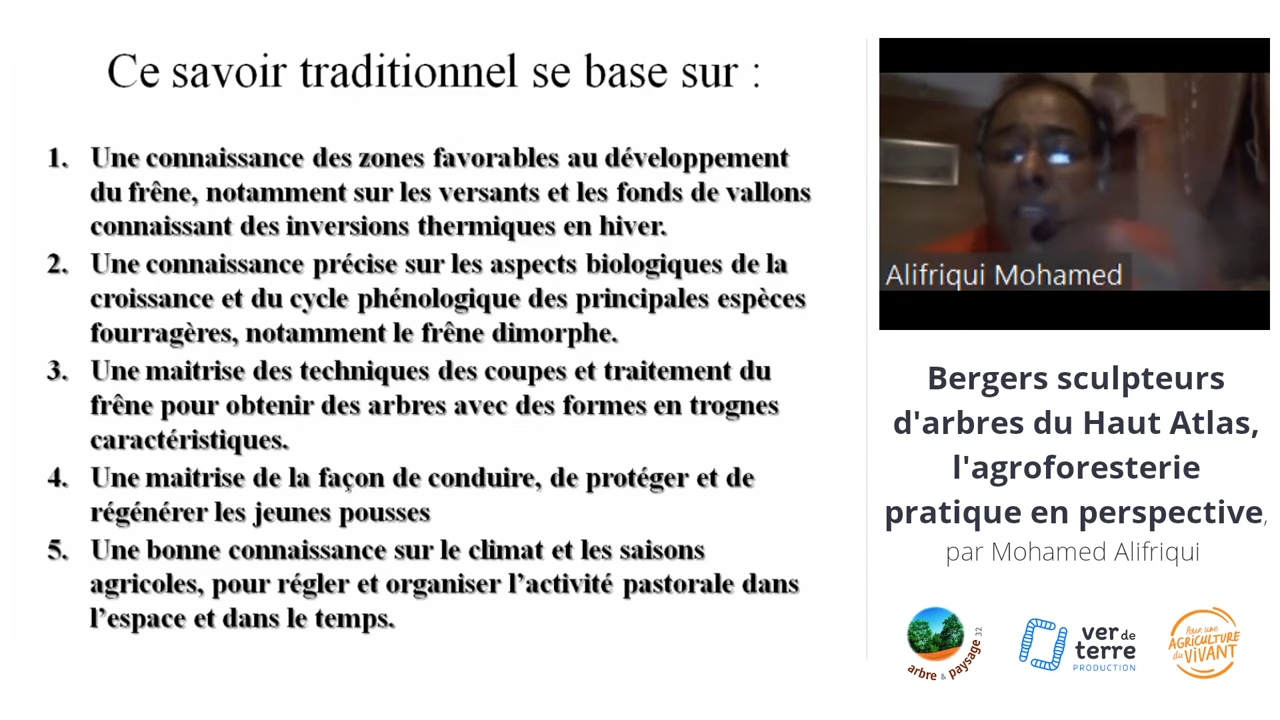 Ce savoir traditionnel se base sur :
1. Une connaissance des zones favorables au développement
du frêne, notamment sur les versants et les fonds de vallons
connaissant des inversions thermiques en hiver.
2. Une connaissance précise sur les aspects biologiques de la
croissance et du cycle phénologique des principales espèces
fourragères, notamment le frêne dimorphe.
3. Une maitrise des techniques des coupes et traitement du
frêne pour obtenir des arbres avec des formes en trognes
caractéristiques.
4. Une maitrise de la façon de conduire, de protéger et de
régénérer les jeunes pousses
5. Une bonne connaissance sur le climat et les saisons
agricoles, pour régler et organiser l’activité pastorale dans
l’espace et dans le temps.
Alifriqui Mohamed
Bergers sculpteurs
d'arbres du Haut Atlas,
l'agroforesterie
pratique en perspective,
par Mohamed Alifriqui
arbre & paysage 32
ver de
terre
PRODUCTION
Pour une
AGRICULTURE
du VIVANT